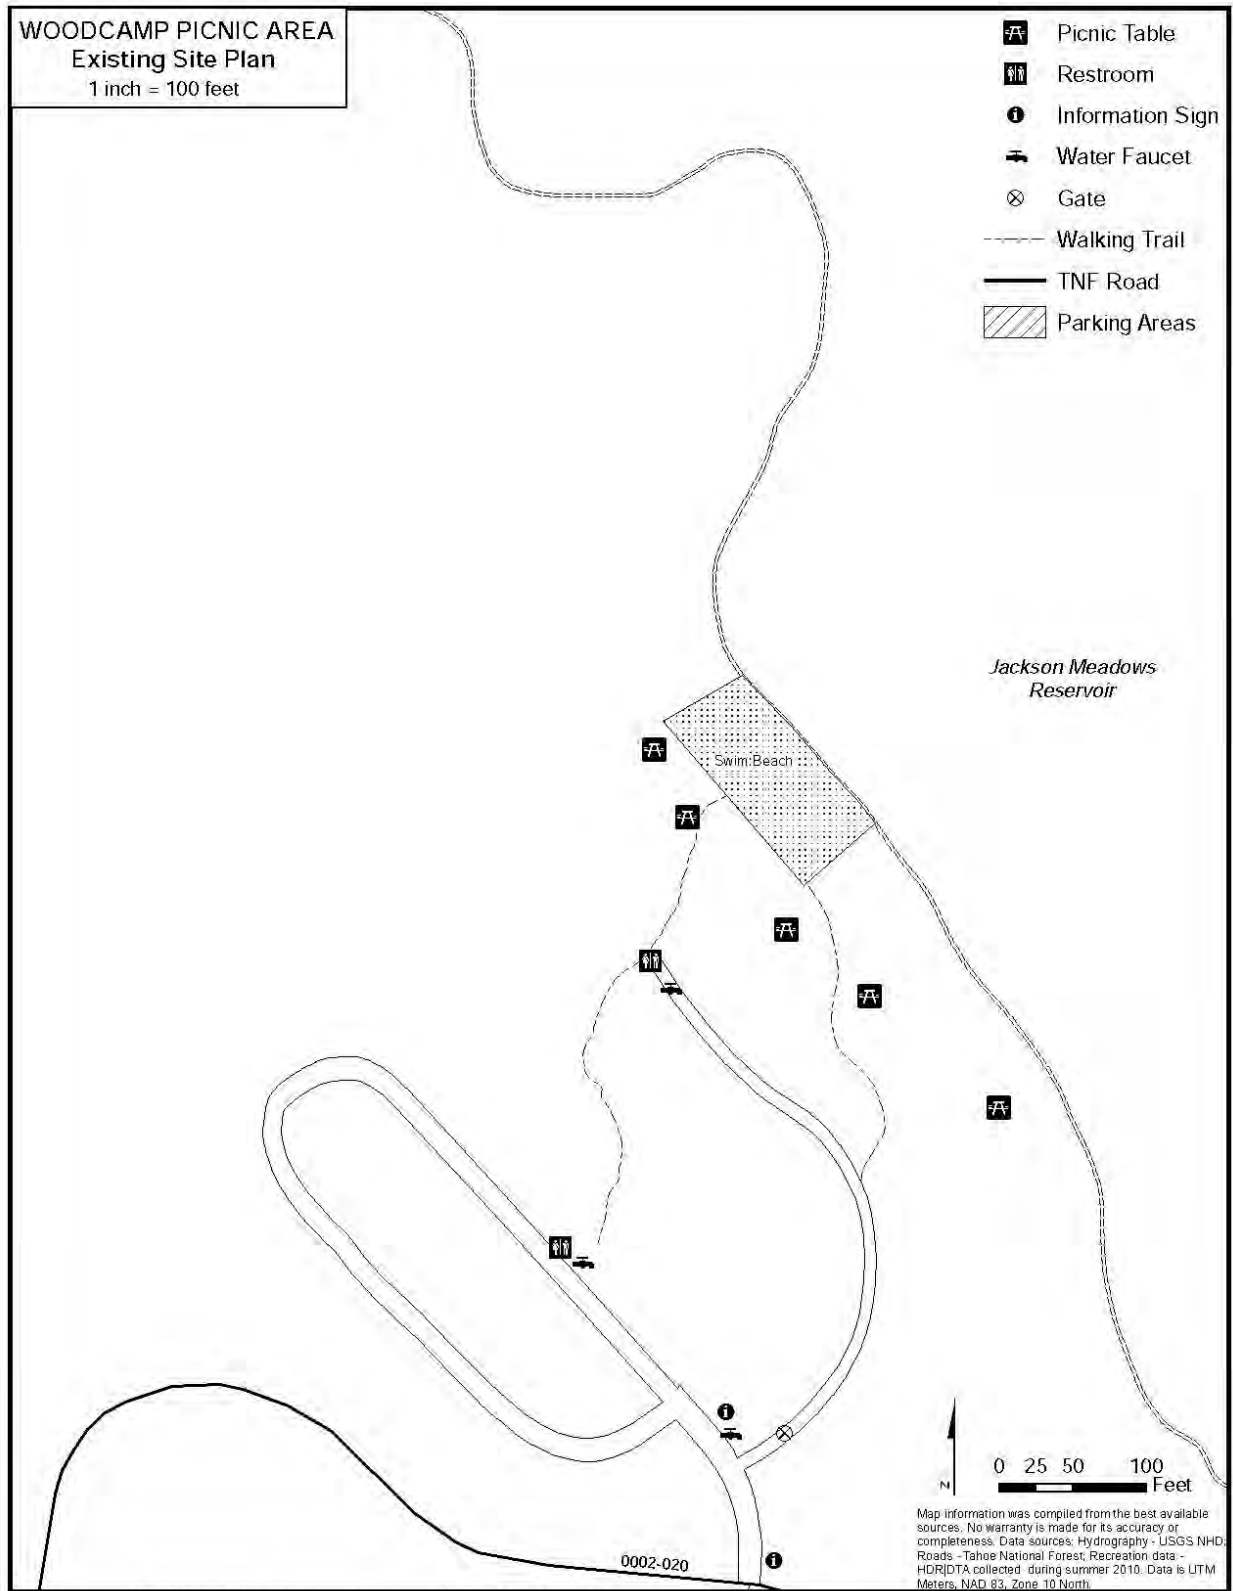 WOODCAMP PICNIC AREA
Existing Site Plan
1 inch = 100 feet
Picnic Table
Restroom
Information Sign
Water Faucet
Gate
Walking Trail
TNF Road
Parking Areas
Jackson Meadows
Reservoir
Swim Beach
0002-020
N
0 25 50 100
Feet
Map information was compiled from the best available
sources. No warranty is made for its accuracy or
completeness. Data sources: Hydrography - USGS NHD;
Roads - Tahoe National Forest; Recreation data -
HDR|DTA collected during summer 2010. Data is UTM
Meters, NAD 83, Zone 10 North.